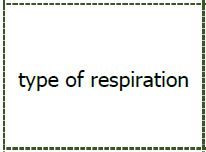 type of respiration